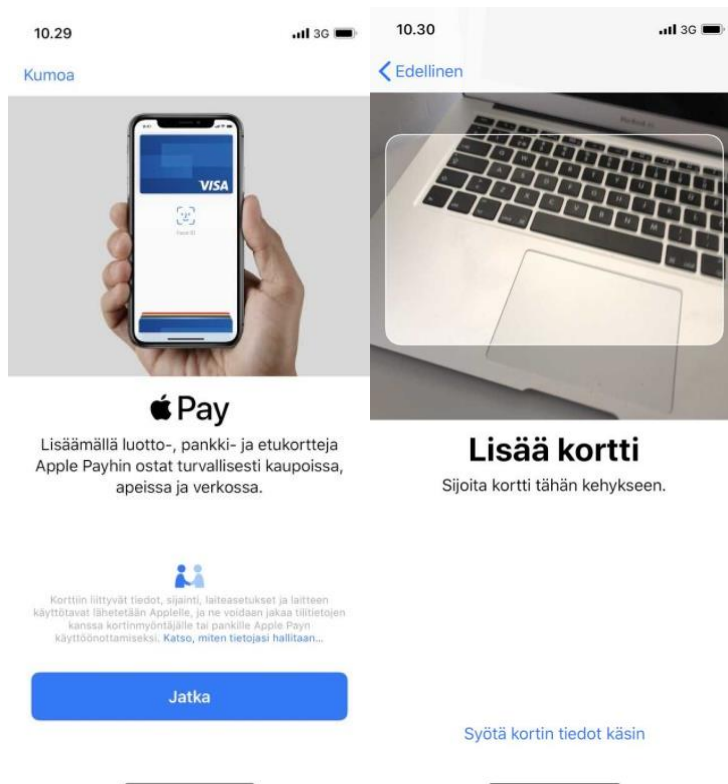 10.29
3G
Kumoa
VISA
Face ID
Pay
Lisäämällä luotto-, pankki- ja etukortteja
Apple Payhin ostat turvallisesti kaupoissa,
apeissa ja verkossa.
Korttiin liittyvät tiedot, sijainti, laiteasetukset ja laitteen
käyttötavat lähetetään Applelle, ja ne voidaan jakaa tilitietojen
kanssa kortinmyöntäjälle tai pankille Apple Payn
käyttöönottamiseksi. Katso, miten tietojasi hallitaan...
Jatka
10.30
3G
Edellinen
Lisää kortti
Sijoita kortti tähän kehykseen.
Syötä kortin tiedot käsin